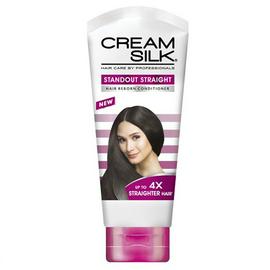 CREAM
SILK®
HAIR CARE BY PROFESSIONALS
STANDOUT STRAIGHT
HAIR REBORN CONDITIONER
NEW
UP TO 4X
STRAIGHTER HAIR*